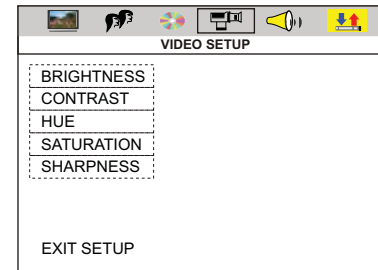 VIDEO SETUP
BRIGHTNESS
CONTRAST
HUE
SATURATION
SHARPNESS
EXIT SETUP